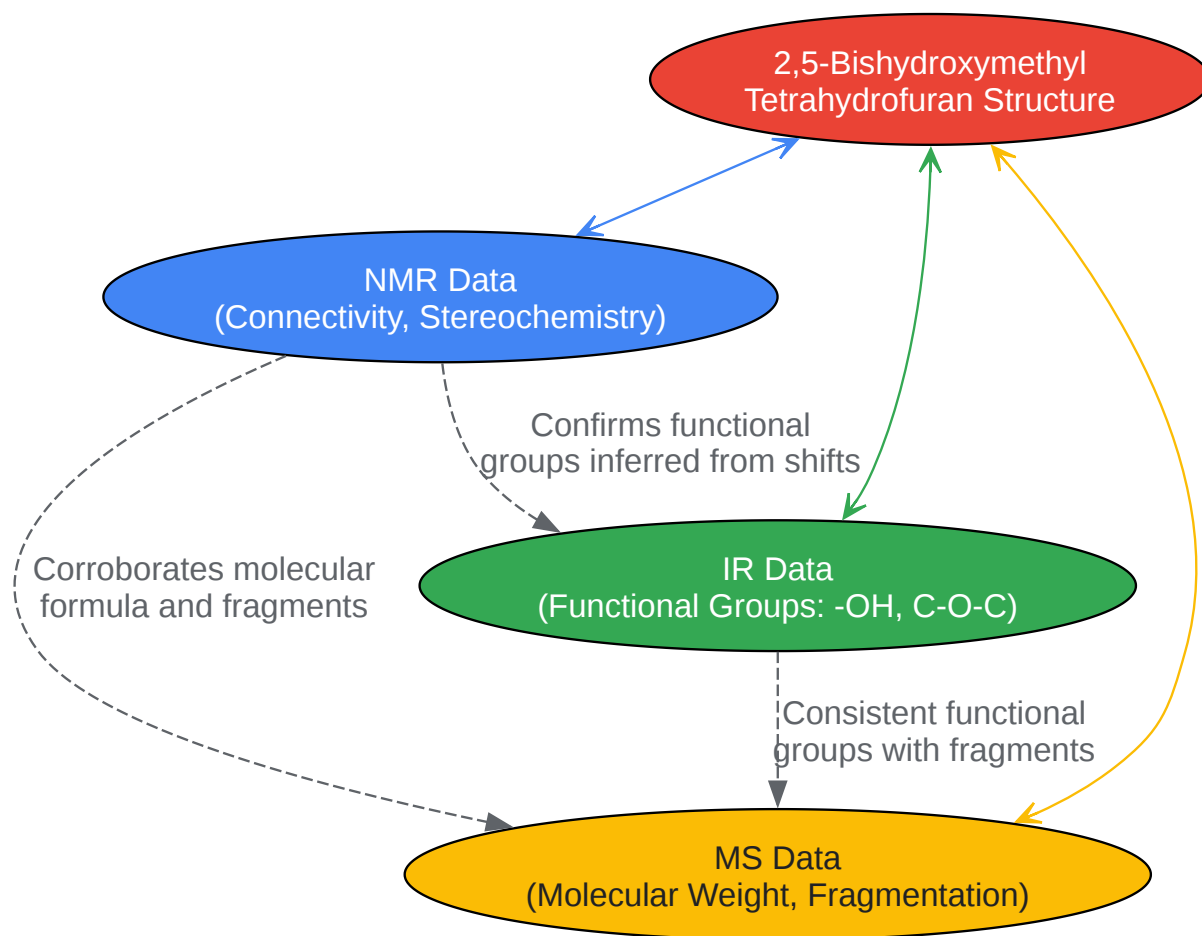 2,5-Bishydroxymethyl
Tetrahydrofuran Structure
NMR Data
(Connectivity, Stereochemistry)
Confirms functional
groups inferred from shifts
Corroborates molecular
formula and fragments
IR Data
(Functional Groups: -OH, C-O-C)
Consistent functional
groups with fragments
MS Data
(Molecular Weight, Fragmentation)